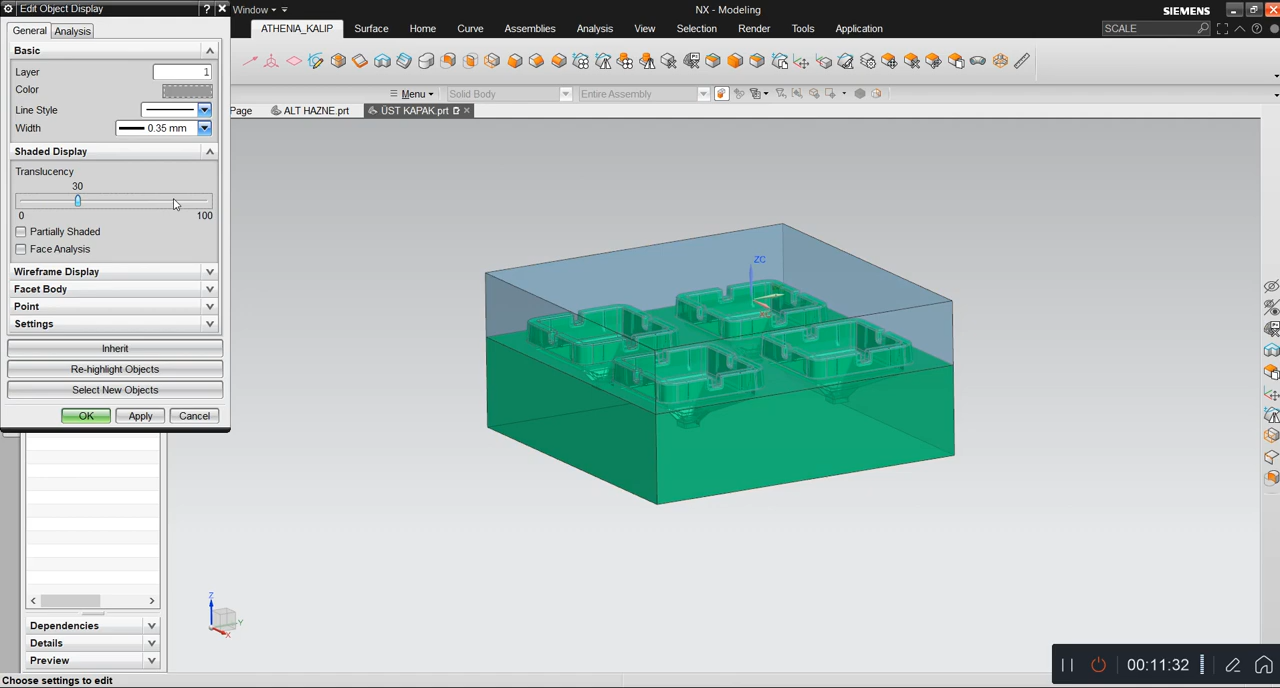 Edit Object Display
?
Window
NX - Modeling
SIEMENS
General
Analysis
ATHENIA_KALIP
Surface
Home
Curve
Assemblies
Analysis
View
Selection
Render
Tools
Application
SCALE
Basic
Layer
1
Color
Line Style
Width
0.35 mm
Menu
Solid Body
Entire Assembly
Page
ALT HAZNE.prt
ÜST KAPAK.prt
Shaded Display
Translucency
30
0
100
Partially Shaded
Face Analysis
Wireframe Display
Facet Body
Point
Settings
Inherit
Re-highlight Objects
Select New Objects
OK
Apply
Cancel
ZC
Z
Y
X
Dependencies
Details
Preview
Choose settings to edit
00:11:32